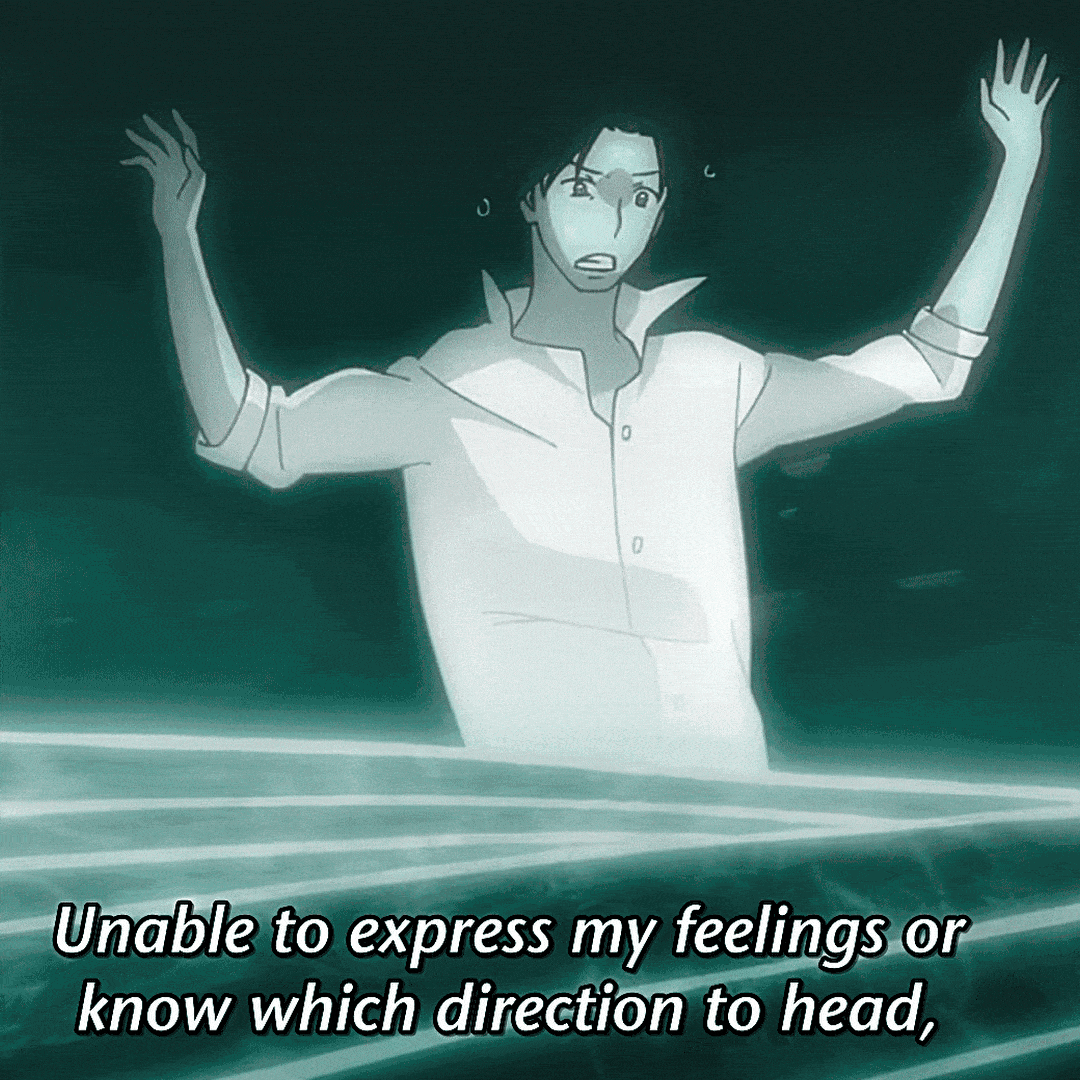 Unable to express my feelings or
know which direction to head,